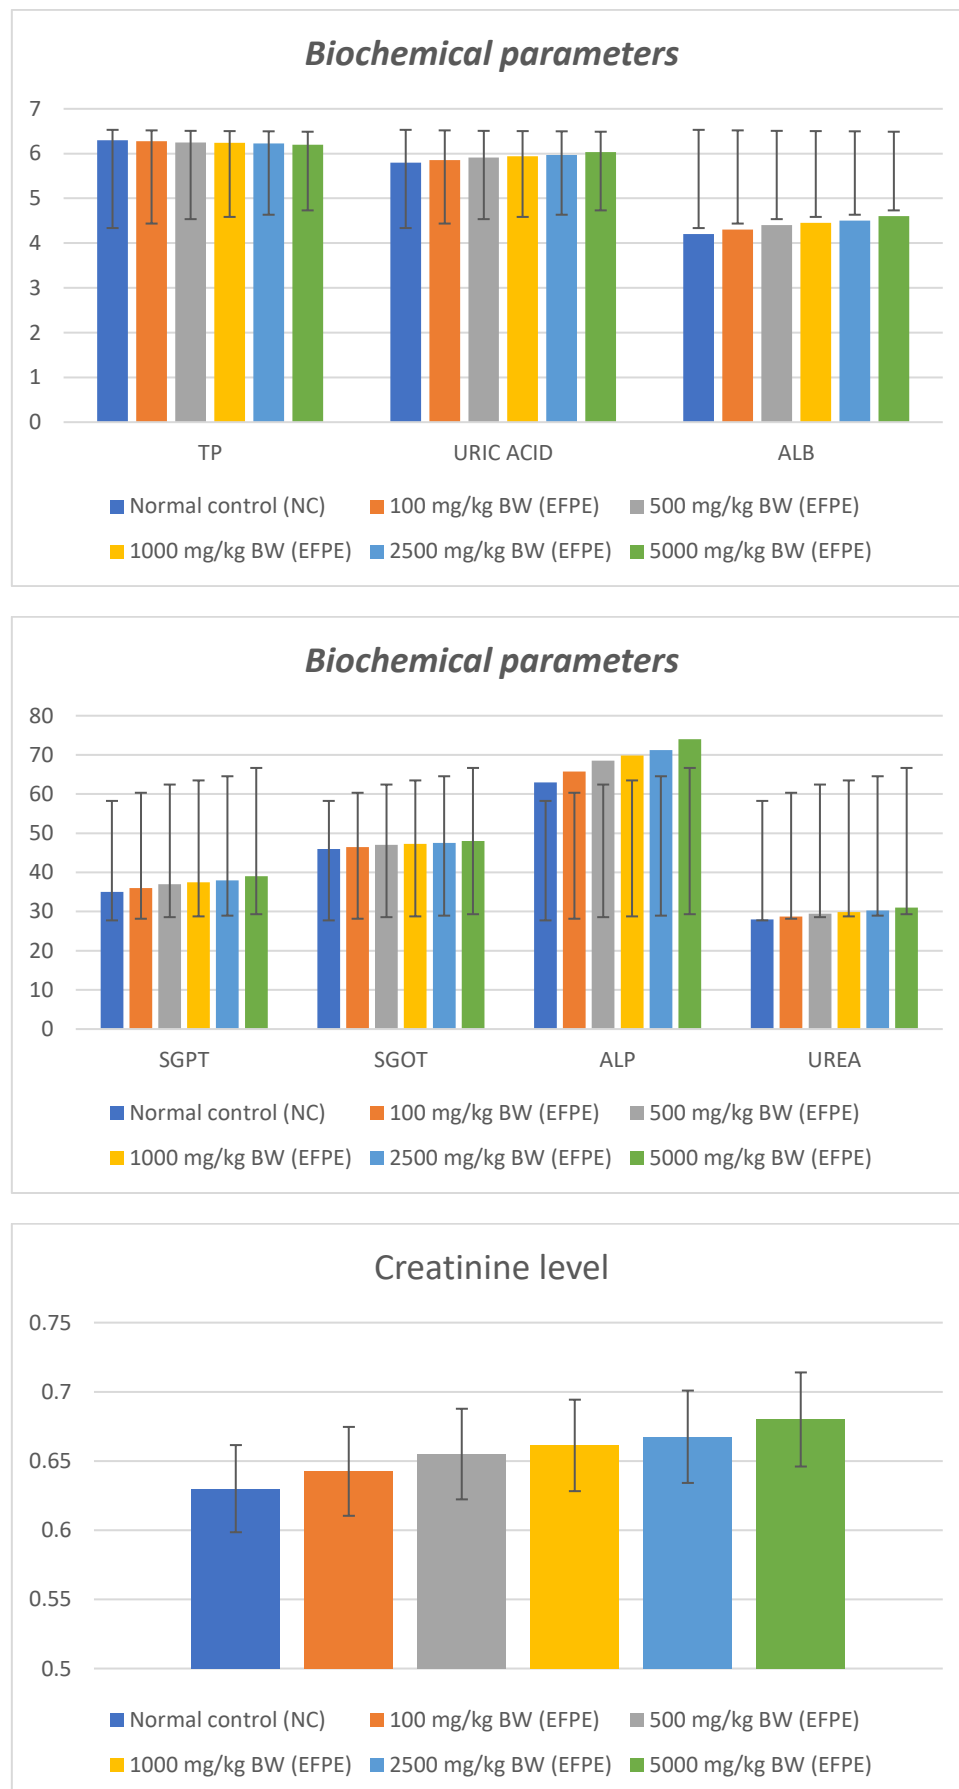 Biochemical parameters
7
6
5
4
3
2
1
0
TP URIC ACID ALB
Normal control (NC) 100 mg/kg BW (EFPE) 500 mg/kg BW (EFPE)
1000 mg/kg BW (EFPE) 2500 mg/kg BW (EFPE) 5000 mg/kg BW (EFPE)
Biochemical parameters
80
70
60
50
40
30
20
10
0
SGPT SGOT ALP UREA
Normal control (NC) 100 mg/kg BW (EFPE) 500 mg/kg BW (EFPE)
1000 mg/kg BW (EFPE) 2500 mg/kg BW (EFPE) 5000 mg/kg BW (EFPE)
Creatinine level
0.75
0.7
0.65
0.6
0.55
0.5
Normal control (NC) 100 mg/kg BW (EFPE) 500 mg/kg BW (EFPE)
1000 mg/kg BW (EFPE) 2500 mg/kg BW (EFPE) 5000 mg/kg BW (EFPE)